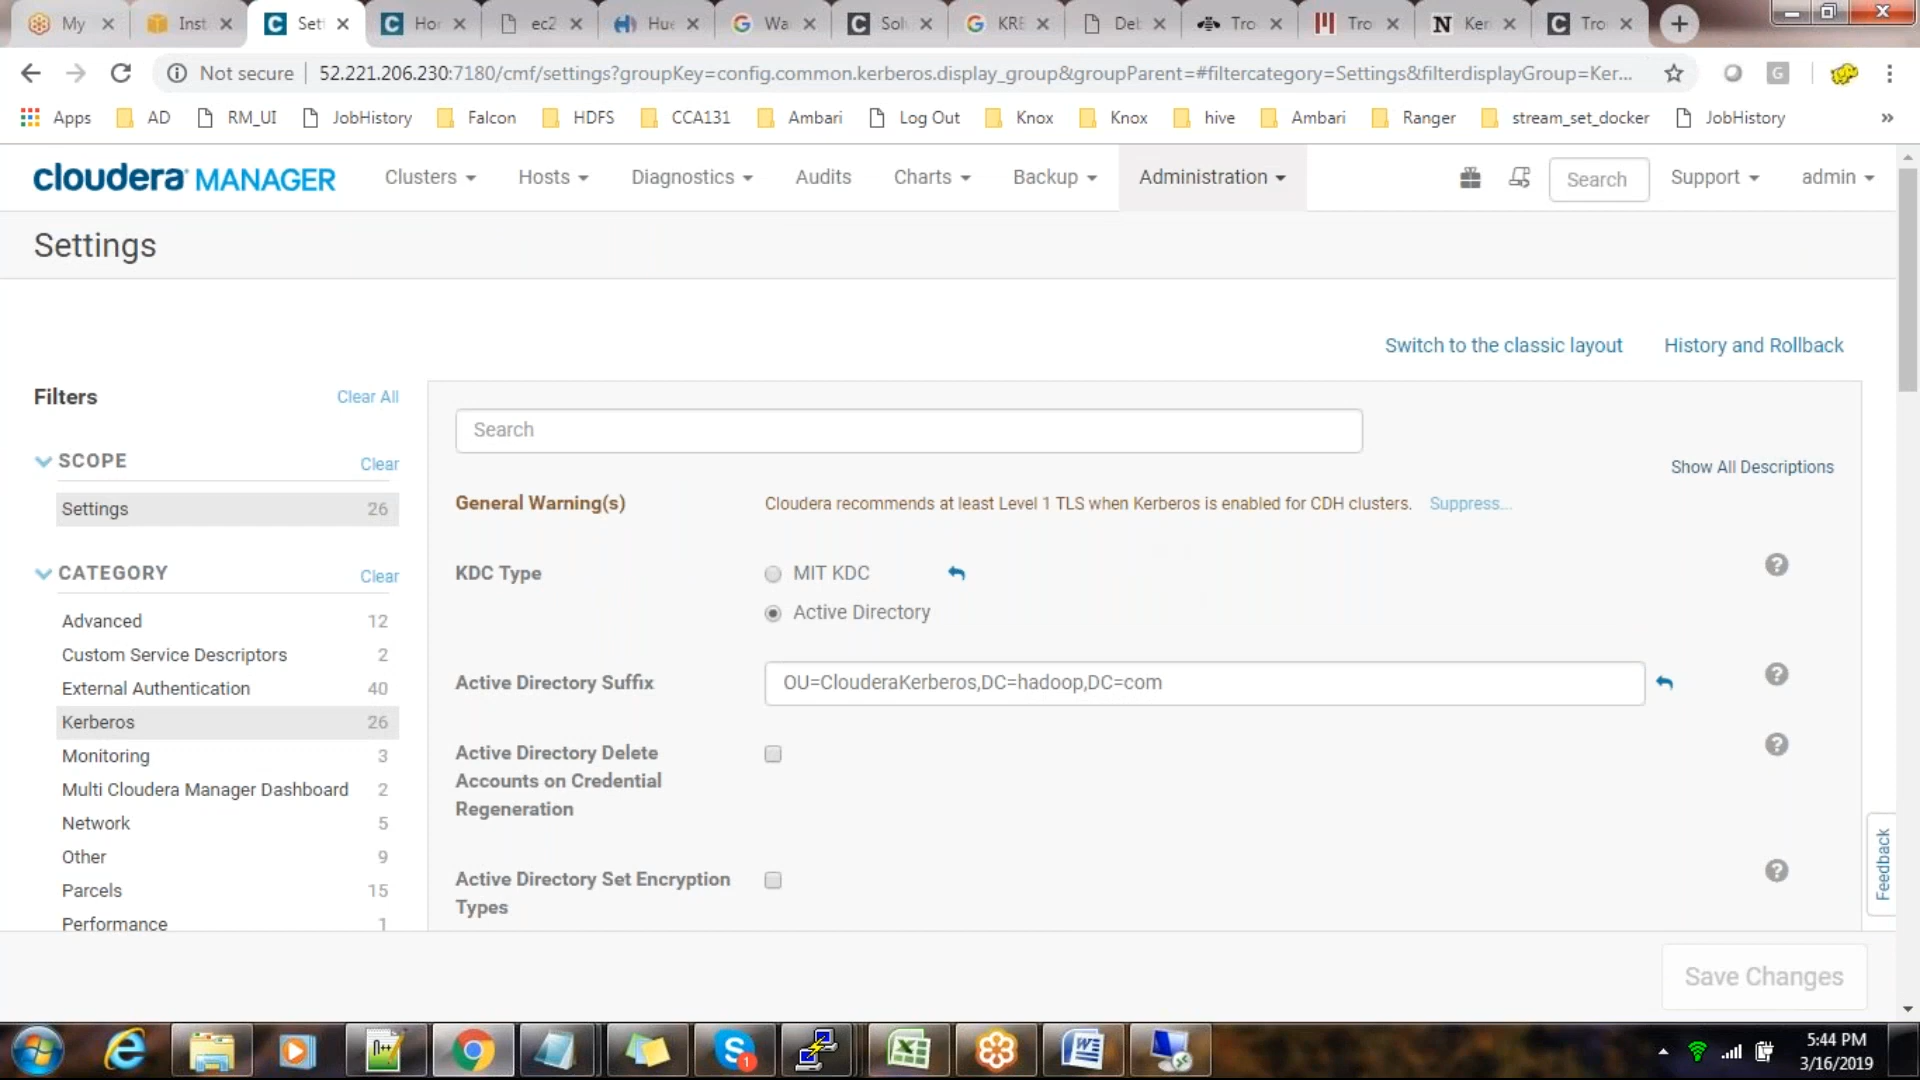 My
Inst
Sett
Hor
ec2
Hue
Wa
Solu
KRE
Det
Tro
Tro
Ker
Tro
Not secure
52.221.206.230:7180/cmf/settings?groupKey=config.common.kerberos.display_group&groupParent=#filtercategory=Settings&filterdisplayGroup=Ker...
Apps
AD
RM_UI
JobHistory
Falcon
HDFS
CCA131
Ambari
Log Out
Knox
Knox
hive
Ambari
Ranger
stream_set_docker
JobHistory
»
cloudera MANAGER
Clusters
Hosts
Diagnostics
Audits
Charts
Backup
Administration
Search
Support
admin
Settings
Switch to the classic layout
History and Rollback
Filters
Clear All
Search
SCOPE
Clear
Show All Descriptions
Settings 26
General Warning(s)
Cloudera recommends at least Level 1 TLS when Kerberos is enabled for CDH clusters.
Suppress...
CATEGORY
Clear
KDC Type
MIT KDC
Active Directory
Advanced 12
Custom Service Descriptors 2
External Authentication 40
Kerberos 26
Monitoring 3
Multi Cloudera Manager Dashboard 2
Network 5
Other 9
Parcels 15
Performance 1
Active Directory Suffix
OU=ClouderaKerberos,DC=hadoop,DC=com
Active Directory Delete
Accounts on Credential
Regeneration
Active Directory Set Encryption
Types
Feedback
Save Changes
5:44 PM
3/16/2019